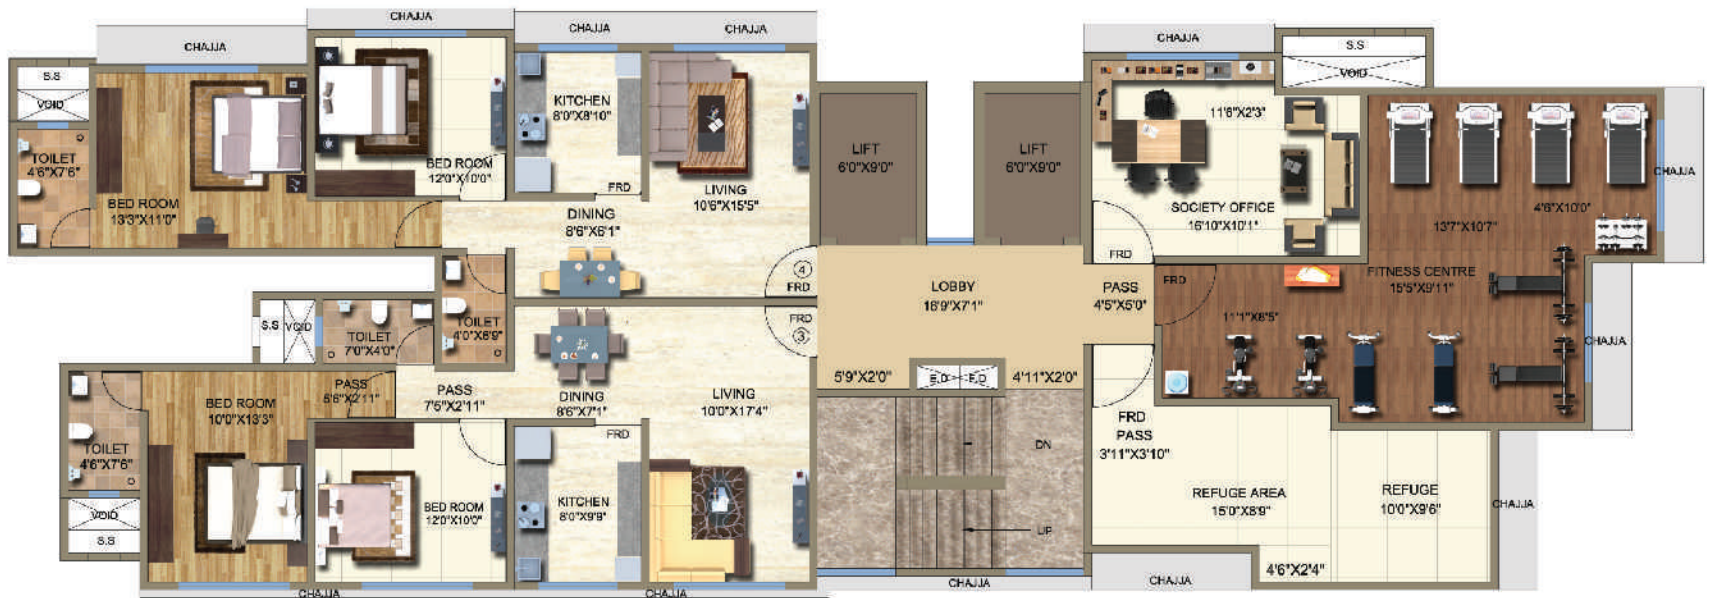 CHAJJA
CHAJJA
CHAJJA
CHAJJA
CHAJJA
S.S
VOID
TOILET
4'6"X7'6"
BED ROOM
13'3"X11'0"
BED ROOM
12'0"X10'0"
KITCHEN
8'0"X8'10"
FRD
LIVING
10'6"X15'5"
DINING
8'6"X6'1"
4
FRD
LIFT
6'0"X9'0"
LIFT
6'0"X9'0"
S.S
VOID
11'6"X2'3"
SOCIETY OFFICE
16'10"X10'1"
FRD
CHAJJA
4'6"X10'0"
13'7"X10'7"
FITNESS CENTRE
15'5"X9'11"
FRD
11'1"X6'5"
CHAJJA
LOBBY
16'9"X7'1"
PASS
4'5"X5'0"
5'9"X2'0"
E.D
F.D
4'11"X2'0"
S.S
VOID
TOILET
7'0"X4'0"
TOILET
4'0"X6'9"
FRD
3
PASS
5'6"X2'11"
PASS
7'5"X2'11"
DINING
8'6"X7'1"
LIVING
10'0"X17'4"
BED ROOM
10'0"X13'3"
TOILET
4'6"X7'6"
VOID
S.S
BED ROOM
12'0"X10'0"
FRD
KITCHEN
8'0"X9'9"
DN
UP
FRD
PASS
3'11"X3'10"
REFUGE AREA
15'0"X8'9"
REFUGE
10'0"X9'6"
CHAJJA
4'6"X2'4"
CHAJJA
CHAJJA
CHAJJA
CHAJJA